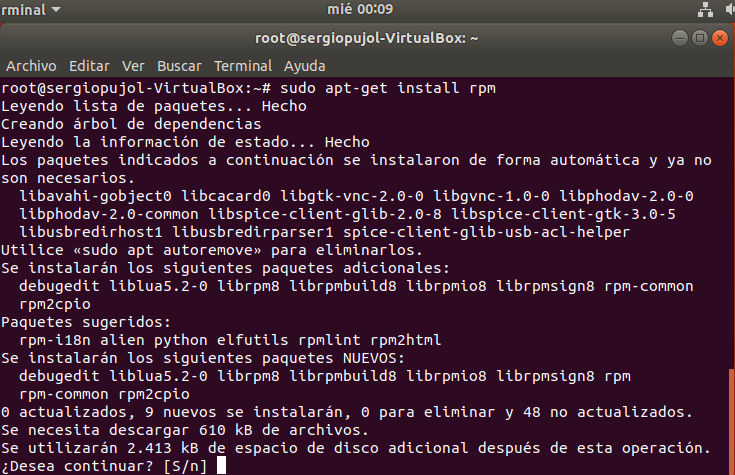 rminal
mié 00:09
root@sergiopujol-VirtualBox: ~
Archivo Editar Ver Buscar Terminal Ayuda
root@sergiopujol-VirtualBox:~# sudo apt-get install rpm
Leyendo lista de paquetes... Hecho
Creando árbol de dependencias
Leyendo la información de estado... Hecho
Los paquetes indicados a continuación se instalaron de forma automática y ya no
son necesarios.
libavahi-gobject0 libcacard0 libgtk-vnc-2.0-0 libgvnc-1.0-0 libphodav-2.0-0
libphodav-2.0-common libspice-client-glib-2.0-8 libspice-client-gtk-3.0-5
libusbredirhost1 libusbredirparser1 spice-client-glib-usb-acl-helper
Utilice «sudo apt autoremove» para eliminarlos.
Se instalarán los siguientes paquetes adicionales:
debugedit liblua5.2-0 librpm8 librpmbuild8 librpmio8 librpmsign8 rpm-common
rpm2cpio
Paquetes sugeridos:
rpm-i18n alien python elfutils rpmlint rpm2html
Se instalarán los siguientes paquetes NUEVOS:
debugedit liblua5.2-0 librpm8 librpmbuild8 librpmio8 librpmsign8 rpm
rpm-common rpm2cpio
0 actualizados, 9 nuevos se instalarán, 0 para eliminar y 48 no actualizados.
Se necesita descargar 610 kB de archivos.
Se utilizarán 2.413 kB de espacio de disco adicional después de esta operación.
¿Desea continuar? [S/n]